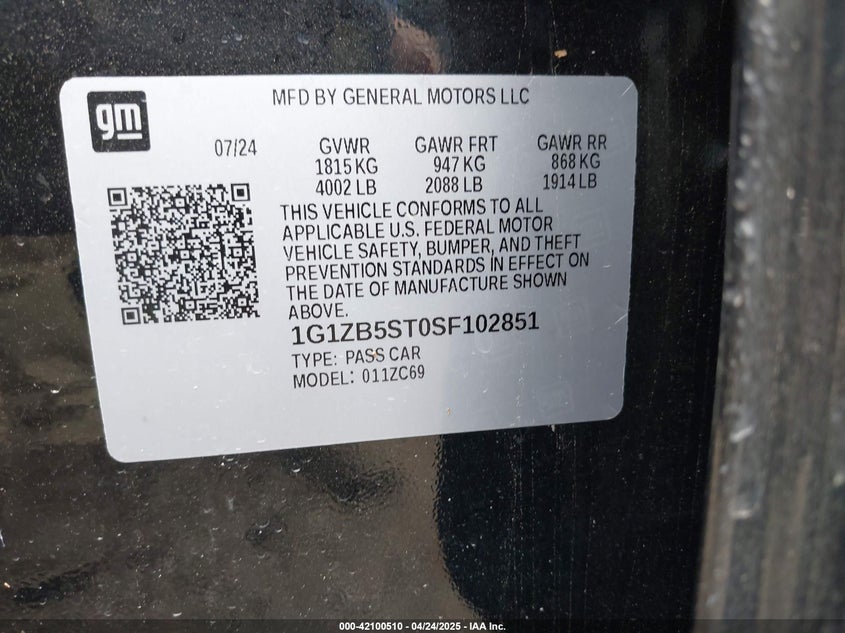 gm
MFD BY GENERAL MOTORS LLC
07/24
GVWR GAWR FRT GAWR RR
1815 KG 947 KG 868 KG
4002 LB 2088 LB 1914 LB
THIS VEHICLE CONFORMS TO ALL
APPLICABLE U.S. FEDERAL MOTOR
VEHICLE SAFETY, BUMPER, AND THEFT
PREVENTION STANDARDS IN EFFECT ON
THE DATE OF MANUFACTURE SHOWN
ABOVE.
1G1ZB5ST0SF102851
TYPE: PASS CAR
MODEL: 011ZC69
000-42100510 - 04/24/2025 - IAA Inc.